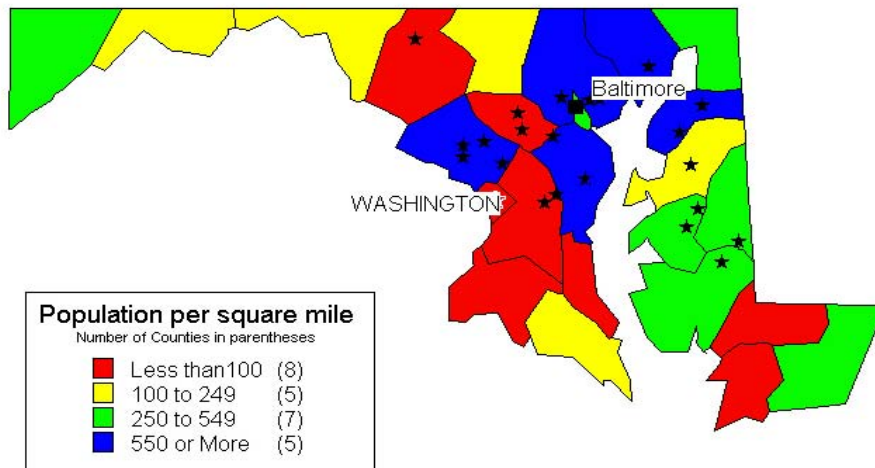 Baltimore
WASHINGTON
Population per square mile
Number of Counties in parentheses
Less than100 (8)
100 to 249 (5)
250 to 549 (7)
550 or More (5)